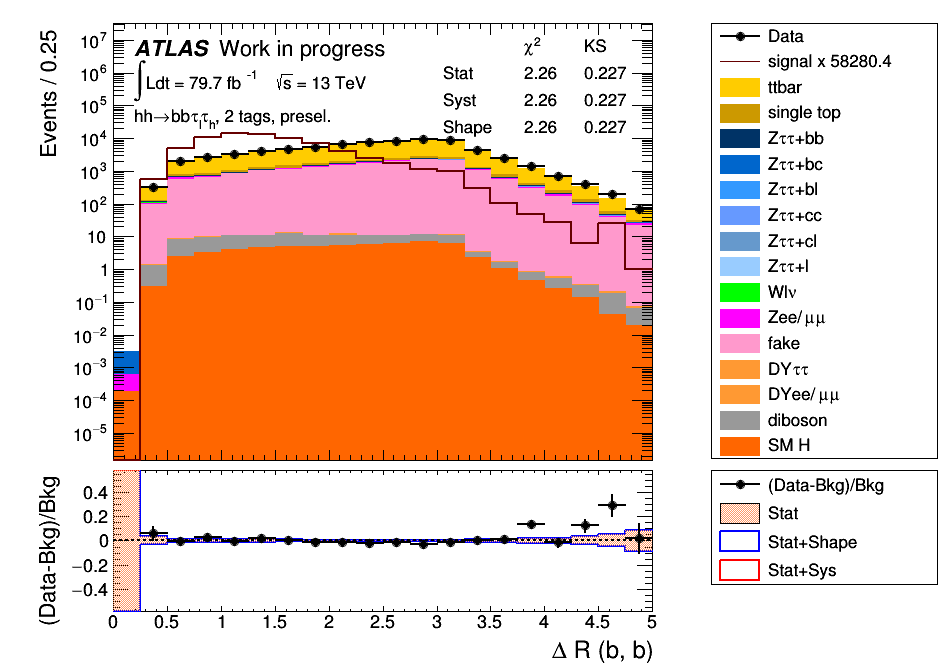 ATLAS Work in progress
∫Ldt = 79.7 fb⁻¹ √s = 13 TeV
hh→bbτ_lτ_h, 2 tags, presel.
χ² KS
Stat 2.26 0.227
Syst 2.26 0.227
Shape 2.26 0.227
Events / 0.25
10⁷
10⁶
10⁵
10⁴
10³
10²
10
1
10⁻¹
10⁻²
10⁻³
10⁻⁴
10⁻⁵
Data
signal x 58280.4
ttbar
single top
Zττ+bb
Zττ+bc
Zττ+bl
Zττ+cc
Zττ+cl
Zττ+l
Wlν
Zee/μμ
fake
DYττ
DYee/μμ
diboson
SM H
(Data-Bkg)/Bkg
0.4
0.2
0
−0.2
−0.4
0 0.5 1 1.5 2 2.5 3 3.5 4 4.5 5
Δ R (b, b)
(Data-Bkg)/Bkg
Stat
Stat+Shape
Stat+Sys